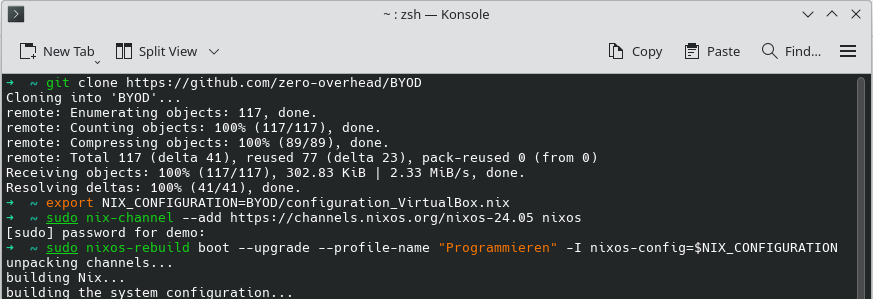 ~ : zsh — Konsole
New Tab Split View Copy Paste Find...
➜ ~ git clone https://github.com/zero-overhead/BYOD
Cloning into 'BYOD'...
remote: Enumerating objects: 117, done.
remote: Counting objects: 100% (117/117), done.
remote: Compressing objects: 100% (89/89), done.
remote: Total 117 (delta 41), reused 77 (delta 23), pack-reused 0 (from 0)
Receiving objects: 100% (117/117), 302.83 KiB | 2.33 MiB/s, done.
Resolving deltas: 100% (41/41), done.
➜ ~ export NIX_CONFIGURATION=BYOD/configuration_VirtualBox.nix
➜ ~ sudo nix-channel --add https://channels.nixos.org/nixos-24.05 nixos
[sudo] password for demo:
➜ ~ sudo nixos-rebuild boot --upgrade --profile-name "Programmieren" -I nixos-config=$NIX_CONFIGURATION
unpacking channels...
building Nix...
building the system configuration...